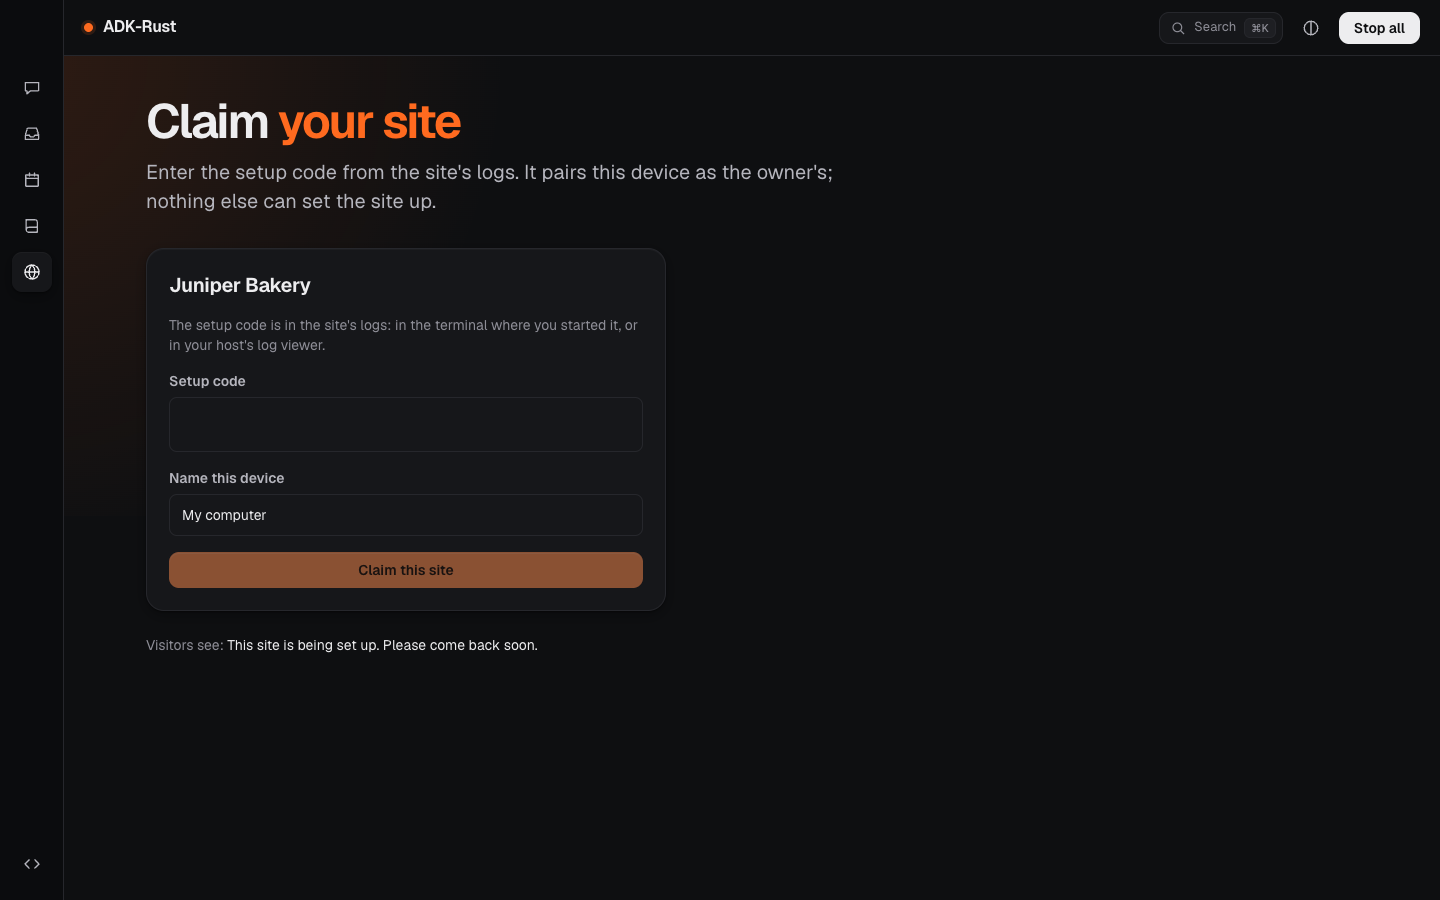 ADK-Rust
Search ⌘K
Stop all
Claim your site
Enter the setup code from the site's logs. It pairs this device as the owner's;
nothing else can set the site up.
Juniper Bakery
The setup code is in the site's logs: in the terminal where you started it, or
in your host's log viewer.
Setup code
Name this device
My computer
Claim this site
Visitors see: This site is being set up. Please come back soon.